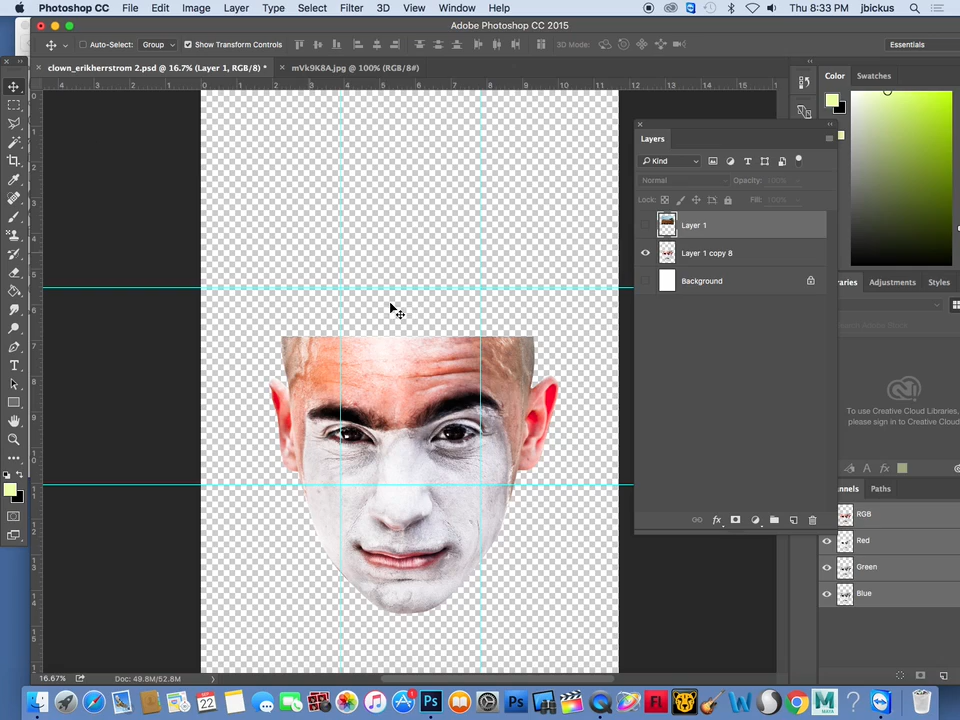 Photoshop CC File Edit Image Layer Type Select Filter 3D View Window Help Thu 8:33 PM jbickus
Adobe Photoshop CC 2015
Auto-Select: Group Show Transform Controls 3D Mode: Essentials
clown_erikherrstrom 2.psd @ 16.7% (Layer 1, RGB/8) * mVk9K8A.jpg @ 100% (RGB/8#)
Color Swatches
Layers
Kind
Normal Opacity: 100%
Lock: Fill: 100%
Layer 1
Layer 1 copy 8
Background
raries Adjustments Styles
To use Creative Cloud Libraries,
please sign in to Creative Cloud
nnels Paths
RGB
Red
Green
Blue
16.67% Doc: 49.8M/52.8M